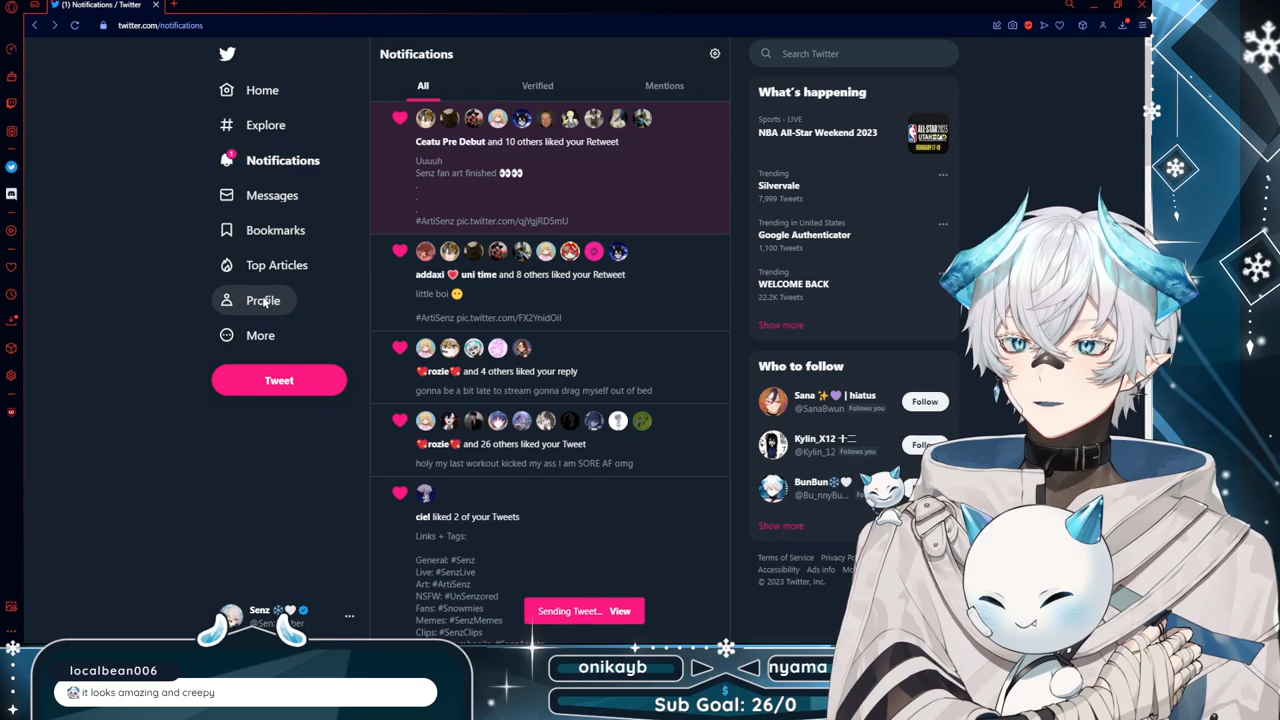 (1) Notifications / Twitter
twitter.com/notifications
Home
Explore
1
Notifications
Messages
Bookmarks
Top Articles
Profile
More
Tweet
Senz
Notifications
All
Verified
Mentions
Ceatu Pre Debut and 10 others liked your Retweet
Uuuuh
Senz fan art finished 👀👀
.
.
.
#ArtiSenz pic.twitter.com/qjYgjRD5mU
addaxi ❤️ uni time and 8 others liked your Retweet
little boi
#ArtiSenz pic.twitter.com/FX2YnidOiI
💘rozie💘 and 4 others liked your reply
gonna be a bit late to stream gonna drag myself out of bed
💘rozie💘 and 26 others liked your Tweet
holy my last workout kicked my ass I am SORE AF omg
ciel liked 2 of your Tweets
Links + Tags:
General: #Senz
Live: #SenzLive
Art: #ArtiSenz
NSFW: #UnSenzored
Fans: #Snowmies
Memes: #SenzMemes
Clips: #SenzClips
Sending Tweet... View
Search Twitter
What's happening
Sports - LIVE
NBA All-Star Weekend 2023
Trending
Silvervale
7,999 Tweets
Trending in United States
Google Authenticator
1,100 Tweets
Trending
WELCOME BACK
22.2K Tweets
Show more
Who to follow
Sana ✨💜 | hiatus
@SanaBwun Follows you
Follow
Kylin_X12 十二
@Kylin_12 Follows you
BunBun❄️🤍
@Bu_nnyBu...
Show more
Terms of Service
Accessibility Ads info
© 2023 Twitter, Inc.
localbean006
it looks amazing and creepy
onikayb
nyama
Sub Goal: 26/0